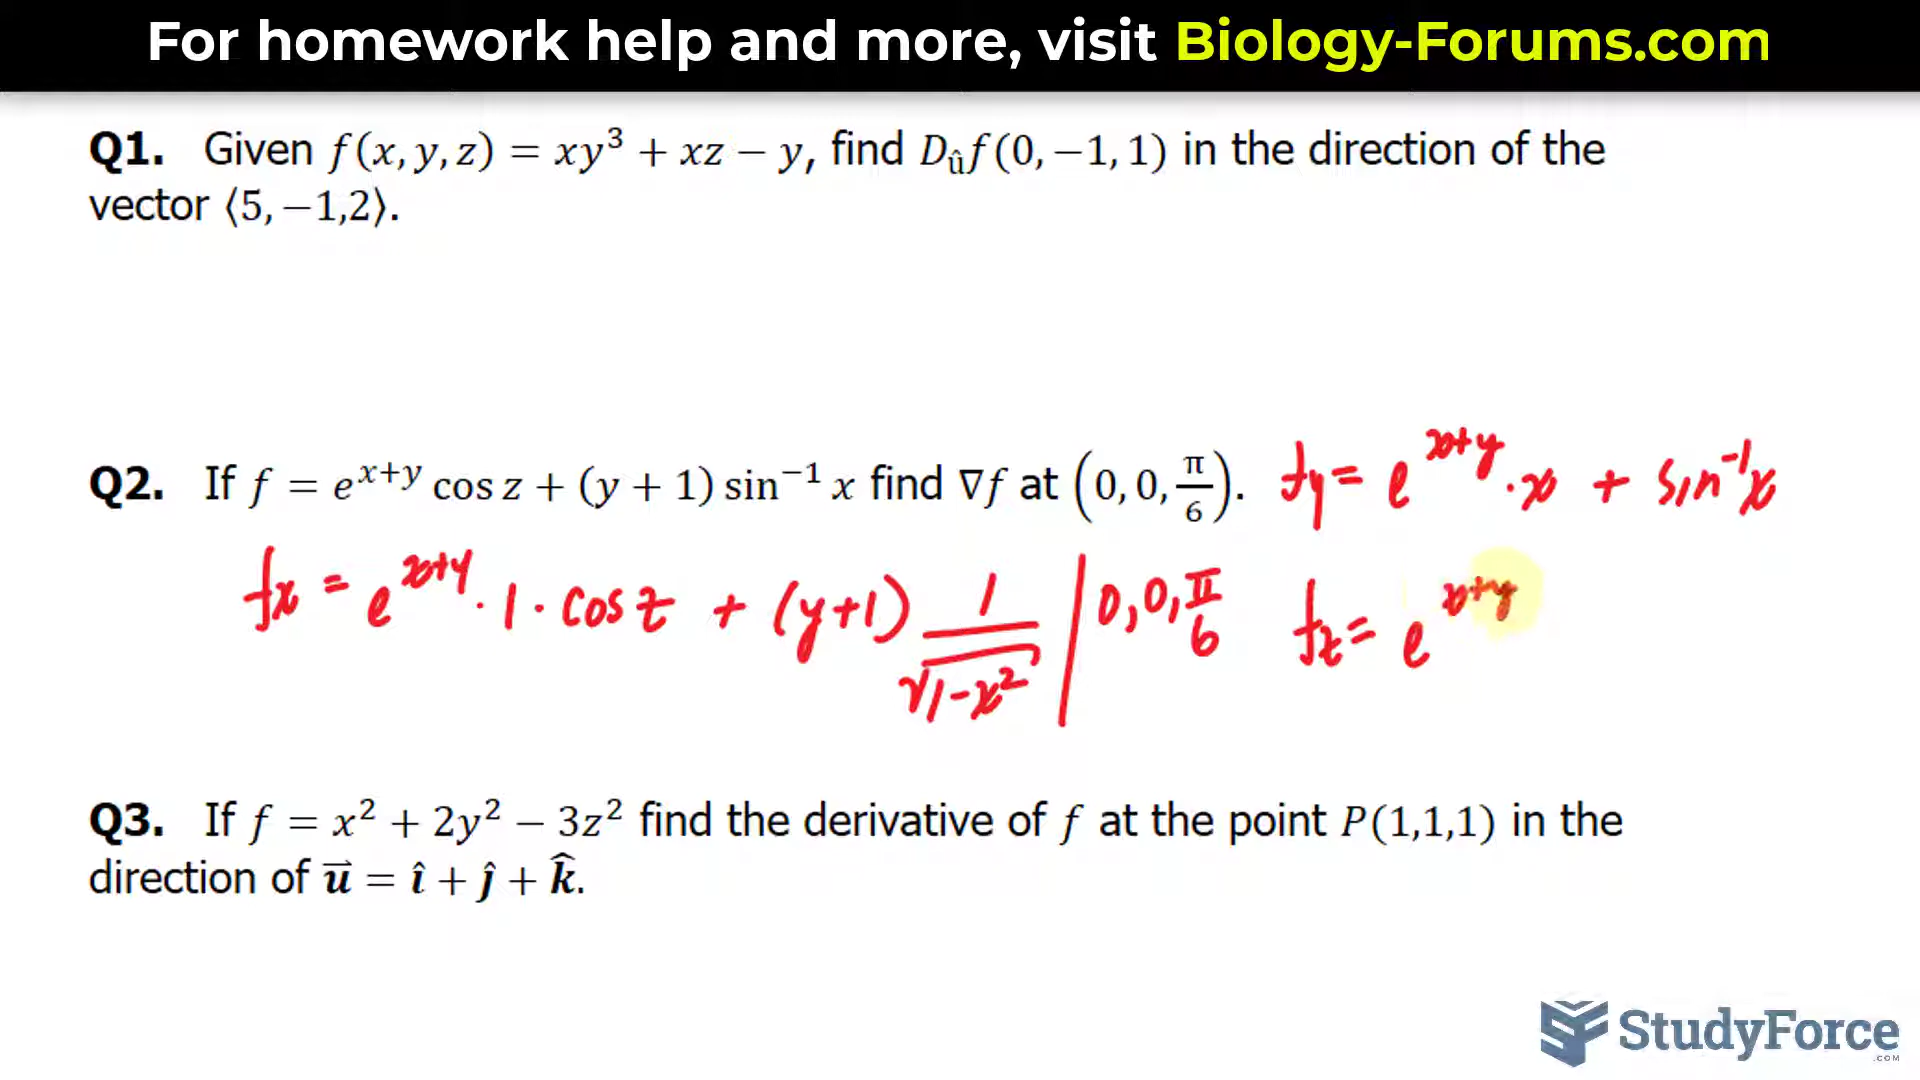 For homework help and more, visit Biology-Forums.com
Q1. Given f(x, y, z) = xy³ + xz − y, find D_û f(0, −1, 1) in the direction of the
vector ⟨5, −1,2⟩.
Q2. If f = e^{x+y} cos z + (y + 1) sin⁻¹ x find ∇f at (0, 0, π/6).
fy = e^{x+y} · x + sin⁻¹x
fx = e^{x+y} · 1 · cos z + (y+1) 1/√(1−x²) | 0, 0, π/6
fz = e^{x+y}
Q3. If f = x² + 2y² − 3z² find the derivative of f at the point P(1,1,1) in the
direction of u⃗ = î + ĵ + k̂.
StudyForce
.COM